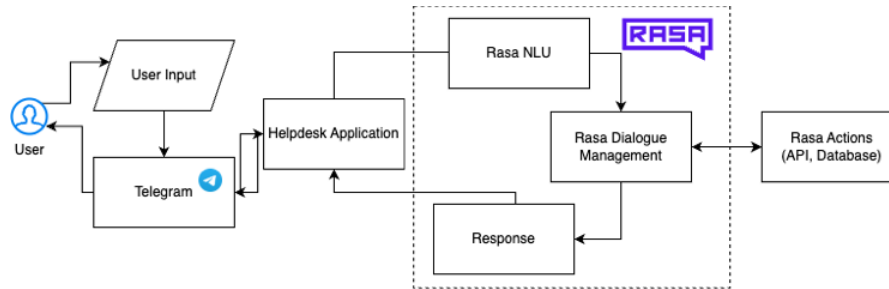 User Input
User
Telegram
Helpdesk Application
Rasa NLU
RASA
Rasa Dialogue
Management
Response
Rasa Actions
(API, Database)